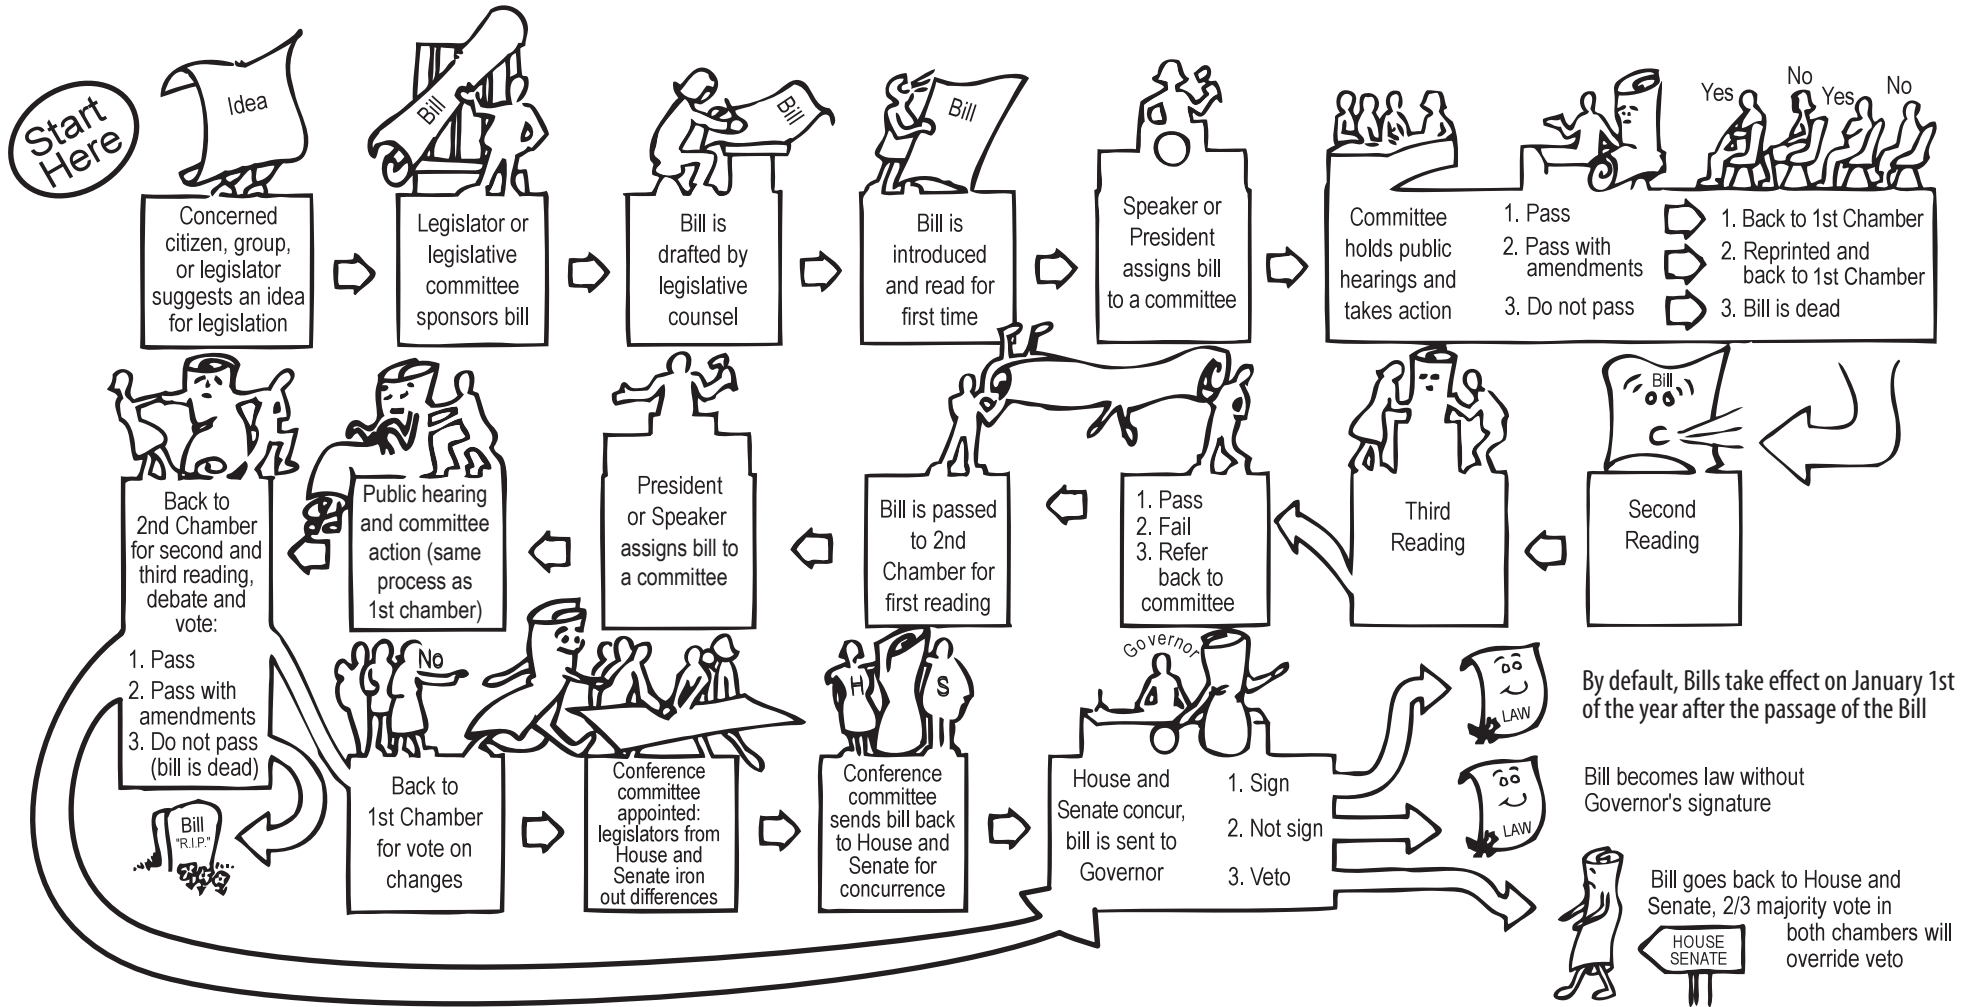 Start
Here
Idea
Concerned
citizen, group,
or legislator
suggests an idea
for legislation
Bill
Legislator or
legislative
committee
sponsors bill
Bill
Bill is
drafted by
legislative
counsel
Bill
Bill is
introduced
and read for
first time
Speaker or
President
assigns bill
to a committee
Yes
No
Yes
No
Committee
holds public
hearings and
takes action
1. Pass
2. Pass with
amendments
3. Do not pass
1. Back to 1st Chamber
2. Reprinted and
back to 1st Chamber
3. Bill is dead
Bill
Second
Reading
Third
Reading
1. Pass
2. Fail
3. Refer
back to
committee
Bill is passed
to 2nd
Chamber for
first reading
President
or Speaker
assigns bill to
a committee
Public hearing
and committee
action (same
process as
1st chamber)
Back to
2nd Chamber
for second and
third reading,
debate and
vote:
1. Pass
2. Pass with
amendments
3. Do not pass
(bill is dead)
Bill
"R.I.P."
No
Back to
1st Chamber
for vote on
changes
Conference
committee
appointed:
legislators from
House and
Senate iron
out differences
H
S
Conference
committee
sends bill back
to House and
Senate for
concurrence
Governor
House and
Senate concur,
bill is sent to
Governor
1. Sign
2. Not sign
3. Veto
LAW
By default, Bills take effect on January 1st
of the year after the passage of the Bill
LAW
Bill becomes law without
Governor's signature
Bill goes back to House and
Senate, 2/3 majority vote in
both chambers will
override veto
HOUSE
SENATE